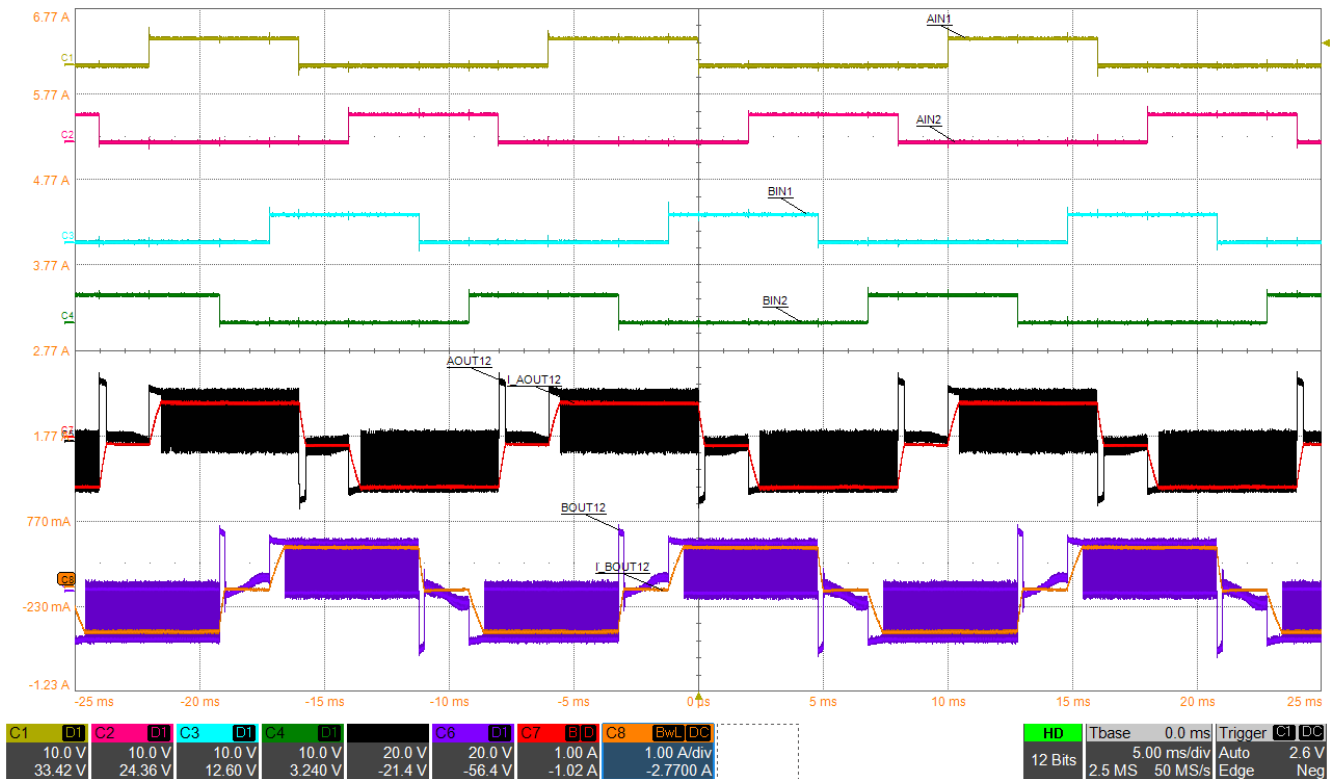 6.77 A
AIN1
C1
5.77 A
AIN2
C2
4.77 A
BIN1
C3
3.77 A
BIN2
C4
2.77 A
AOUT12
I_AOUT12
C7
1.77 A
770 mA
BOUT12
I_BOUT12
C8
-230 mA
-1.23 A
-25 ms -20 ms -15 ms -10 ms -5 ms 0 µs 5 ms 10 ms 15 ms 20 ms 25 ms
C1 D1 C2 D1 C3 D1 C4 D1 C6 D1 C7 B D C8 BwL DC HD Tbase 0.0 ms Trigger C1 DC
10.0 V 10.0 V 10.0 V 10.0 V 20.0 V 20.0 V 1.00 A 1.00 A/div 12 Bits 5.00 ms/div Auto 2.6 V
33.42 V 24.36 V 12.60 V 3.240 V -21.4 V -56.4 V -1.02 A -2.7700 A 2.5 MS 50 MS/s Edge Neg